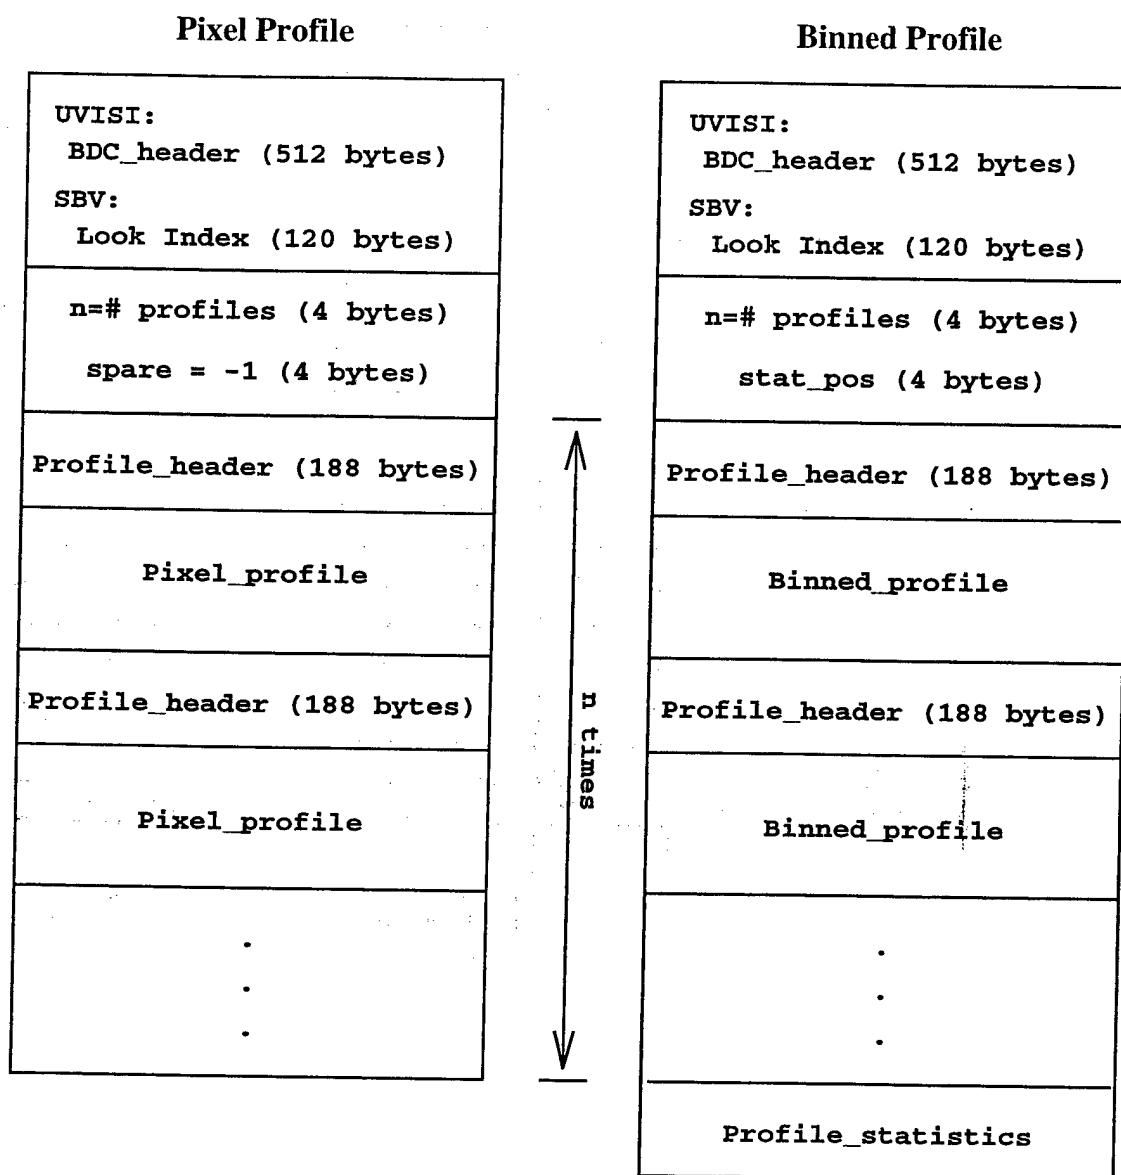 Pixel Profile
UVISI:
BDC_header (512 bytes)
SBV:
Look Index (120 bytes)
n=# profiles (4 bytes)
spare = -1 (4 bytes)
Profile_header (188 bytes)
Pixel_profile
Profile_header (188 bytes)
Pixel_profile
.
.
.
n times
Binned Profile
UVISI:
BDC_header (512 bytes)
SBV:
Look Index (120 bytes)
n=# profiles (4 bytes)
stat_pos (4 bytes)
Profile_header (188 bytes)
Binned_profile
Profile_header (188 bytes)
Binned_profile
.
.
.
Profile_statistics